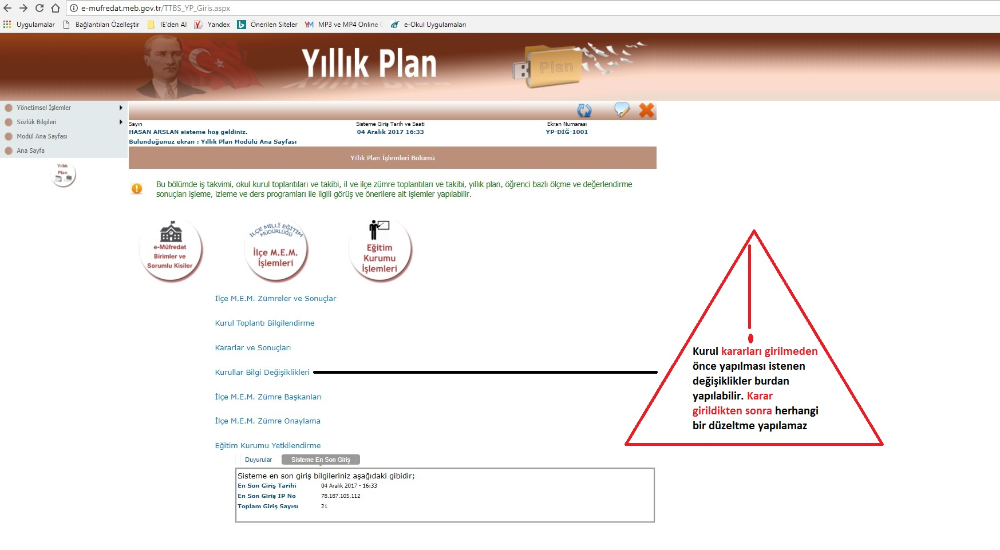 e-mufredat.meb.gov.tr/TTBS_YP_Giris.aspx
Uygulamalar Bağlantıları Özelleştir IE'den Al Yandex Önerilen Siteler MP3 ve MP4 Online e-Okul Uygulamaları
Yıllık Plan
Plan
Yönetimsel İşlemler
Sözlük Bilgileri
Modül Ana Sayfası
Ana Sayfa
Yıllık
Plan
Sayın Sisteme Giriş Tarih ve Saati Ekran Numarası
HASAN ARSLAN sisteme hoş geldiniz. 04 Aralık 2017 16:33 YP-DİĞ-1001
Bulunduğunuz ekran : Yıllık Plan Modülü Ana Sayfası
Yıllık Plan İşlemleri Bölümü
Bu bölümde iş takvimi, okul kurul toplantıları ve takibi, il ve ilçe zümre toplantıları ve takibi, yıllık plan, öğrenci bazlı ölçme ve değerlendirme
sonuçları işleme, izleme ve ders programları ile ilgili görüş ve önerilere ait işlemler yapılabilir.
e-Müfredat
Birimler ve
Sorumlu Kisiler
İLÇE MİLLÎ EĞİTİM
MÜDÜRLÜĞÜ
İlçe M.E.M.
İşlemleri
Eğitim
Kurumu
İşlemleri
İlçe M.E.M. Zümreler ve Sonuçlar
Kurul Toplantı Bilgilendirme
Kararlar ve Sonuçları
Kurullar Bilgi Değişiklikleri
İlçe M.E.M. Zümre Başkanları
İlçe M.E.M. Zümre Onaylama
Eğitim Kurumu Yetkilendirme
Kurul kararları girilmeden
önce yapılması istenen
değişiklikler burdan
yapılabilir. Karar
girildikten sonra herhangi
bir düzeltme yapılamaz
Duyurular Sisteme En Son Giriş
Sisteme en son giriş bilgileriniz aşağıdaki gibidir;
En Son Giriş Tarihi 04 Aralık 2017 - 16:33
En Son Giriş IP No 78.187.105.112
Toplam Giriş Sayısı 21